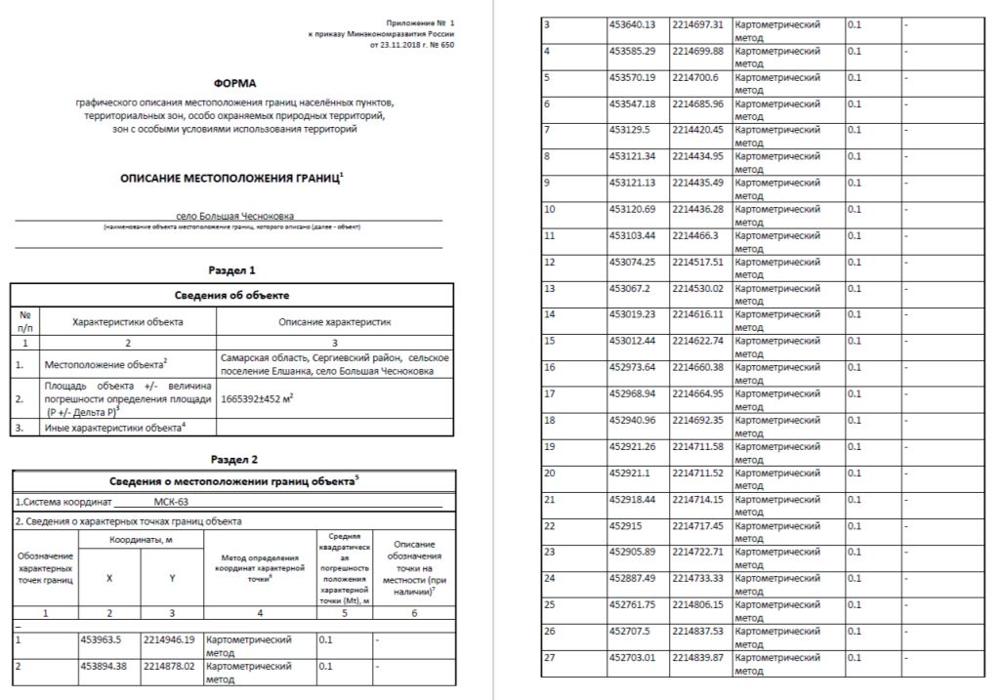 Приложение № 1
к приказу Минэкономразвития России
от 23.11.2018 г. № 650
ФОРМА
графического описания местоположения границ населённых пунктов,
территориальных зон, особо охраняемых природных территорий,
зон с особыми условиями использования территорий
ОПИСАНИЕ МЕСТОПОЛОЖЕНИЯ ГРАНИЦ1
село Большая Чесноковка
(наименование объекта местоположение границ, которого описано (далее - объект)
Раздел 1
Сведения об объекте
№ п/п Характеристики объекта Описание характеристик
1 2 3
1. Местоположение объекта2 Самарская область, Сергиевский район, сельское
поселение Елшанка, село Большая Чесноковка
2. Площадь объекта +/- величина
погрешности определения площади
(P +/- Дельта P)3 1665392±452 м2
3. Иные характеристики объекта4
Раздел 2
Сведения о местоположении границ объекта5
1.Система координат МСК-63
2. Сведения о характерных точках границ объекта
Обозначение
характерных
точек границ
Координаты, м
X Y
Метод определения
координат характерной
точки6
Средняя
квадратическ
ая
погрешность
положения
характерной
точки (Mt), м
Описание
обозначения
точки на
местности (при
наличии)7
1 2 3 4 5 6
–
1 453963.5 2214946.19 Картометрический
метод 0.1 -
2 453894.38 2214878.02 Картометрический
метод 0.1 -
3 453640.13 2214697.31 Картометрический
метод 0.1 -
4 453585.29 2214699.88 Картометрический
метод 0.1 -
5 453570.19 2214700.6 Картометрический
метод 0.1 -
6 453547.18 2214685.96 Картометрический
метод 0.1 -
7 453129.5 2214420.45 Картометрический
метод 0.1 -
8 453121.34 2214434.95 Картометрический
метод 0.1 -
9 453121.13 2214435.49 Картометрический
метод 0.1 -
10 453120.69 2214436.28 Картометрический
метод 0.1 -
11 453103.44 2214466.3 Картометрический
метод 0.1 -
12 453074.25 2214517.51 Картометрический
метод 0.1 -
13 453067.2 2214530.02 Картометрический
метод 0.1 -
14 453019.23 2214616.11 Картометрический
метод 0.1 -
15 453012.44 2214622.74 Картометрический
метод 0.1 -
16 452973.64 2214660.38 Картометрический
метод 0.1 -
17 452968.94 2214664.95 Картометрический
метод 0.1 -
18 452940.96 2214692.35 Картометрический
метод 0.1 -
19 452921.26 2214711.58 Картометрический
метод 0.1 -
20 452921.1 2214711.52 Картометрический
метод 0.1 -
21 452918.44 2214714.15 Картометрический
метод 0.1 -
22 452915 2214717.45 Картометрический
метод 0.1 -
23 452905.89 2214722.71 Картометрический
метод 0.1 -
24 452887.49 2214733.33 Картометрический
метод 0.1 -
25 452761.75 2214806.15 Картометрический
метод 0.1 -
26 452707.5 2214837.53 Картометрический
метод 0.1 -
27 452703.01 2214839.87 Картометрический
метод 0.1 -